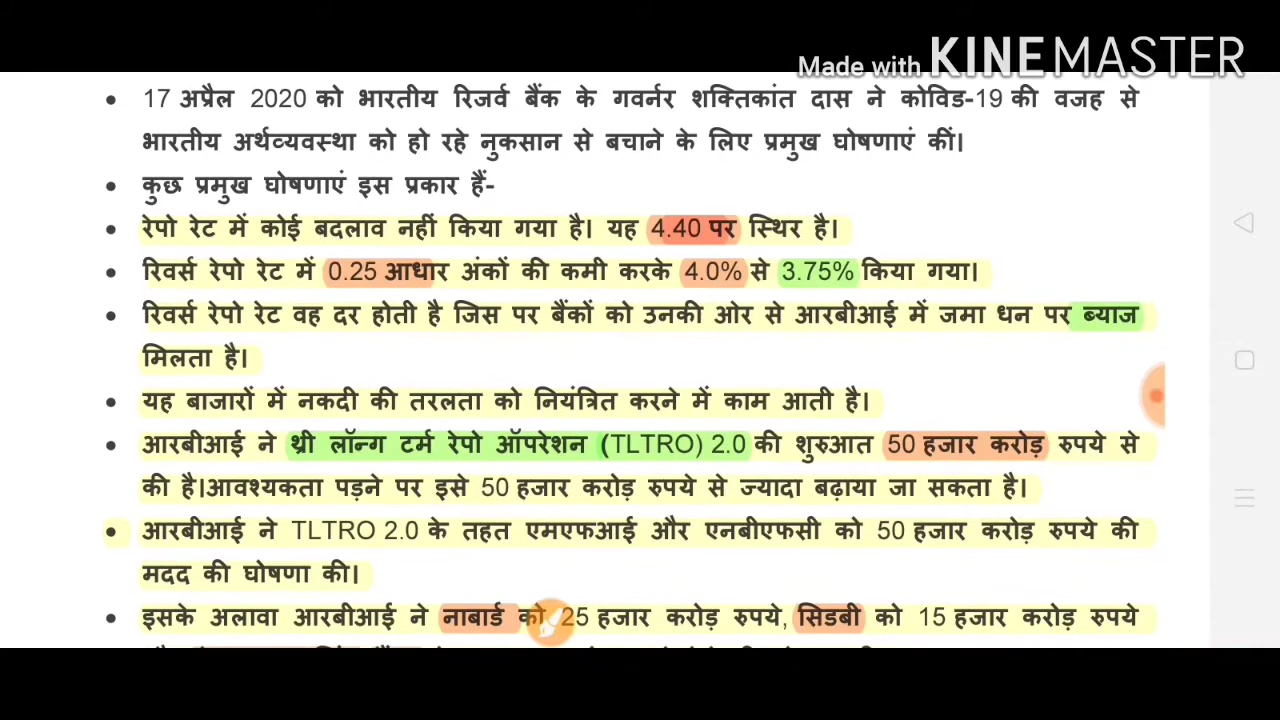 Made with KINEMASTER
• 17 अप्रैल 2020 को भारतीय रिजर्व बैंक के गवर्नर शक्तिकांत दास ने कोविड-19 की वजह से
भारतीय अर्थव्यवस्था को हो रहे नुकसान से बचाने के लिए प्रमुख घोषणाएं कीं।
• कुछ प्रमुख घोषणाएं इस प्रकार हैं-
• रेपो रेट में कोई बदलाव नहीं किया गया है। यह 4.40 पर स्थिर है।
• रिवर्स रेपो रेट में 0.25 आधार अंकों की कमी करके 4.0% से 3.75% किया गया।
• रिवर्स रेपो रेट वह दर होती है जिस पर बैंकों को उनकी ओर से आरबीआई में जमा धन पर ब्याज
मिलता है।
• यह बाजारों में नकदी की तरलता को नियंत्रित करने में काम आती है।
• आरबीआई ने थ्री लॉन्ग टर्म रेपो ऑपरेशन (TLTRO) 2.0 की शुरुआत 50 हजार करोड़ रुपये से
की है।आवश्यकता पड़ने पर इसे 50 हजार करोड़ रुपये से ज्यादा बढ़ाया जा सकता है।
• आरबीआई ने TLTRO 2.0 के तहत एमएफआई और एनबीएफसी को 50 हजार करोड़ रुपये की
मदद की घोषणा की।
• इसके अलावा आरबीआई ने नाबार्ड को 25 हजार करोड़ रुपये, सिडबी को 15 हजार करोड़ रुपये